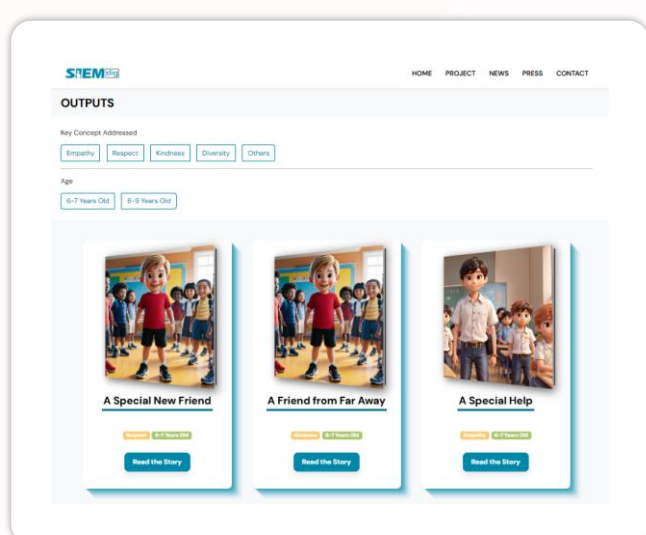 STEM
HOME PROJECT NEWS PRESS CONTACT
OUTPUTS
Key Concept Addressed
Empathy Respect Kindness Diversity Others
Age
6-7 Years Old 8-9 Years Old
A Special New Friend A Friend from Far Away A Special Help
Respect 6-7 Years Old Kindness 6-7 Years Old Empathy 6-7 Years Old
Read the Story Read the Story Read the Story